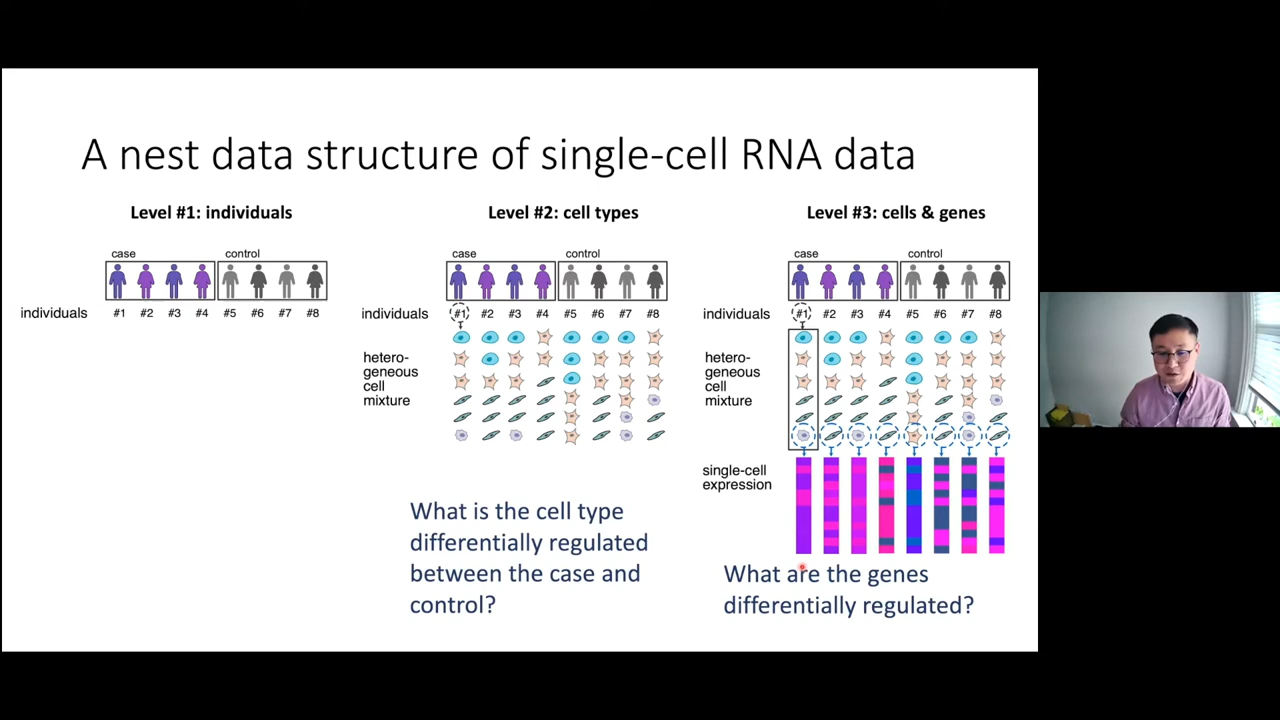 A nest data structure of single-cell RNA data
Level #1: individuals
case control
individuals #1 #2 #3 #4 #5 #6 #7 #8
Level #2: cell types
case control
individuals #1 #2 #3 #4 #5 #6 #7 #8
hetero-
geneous
cell
mixture
What is the cell type
differentially regulated
between the case and
control?
Level #3: cells & genes
case control
individuals #1 #2 #3 #4 #5 #6 #7 #8
hetero-
geneous
cell
mixture
single-cell
expression
What are the genes
differentially regulated?